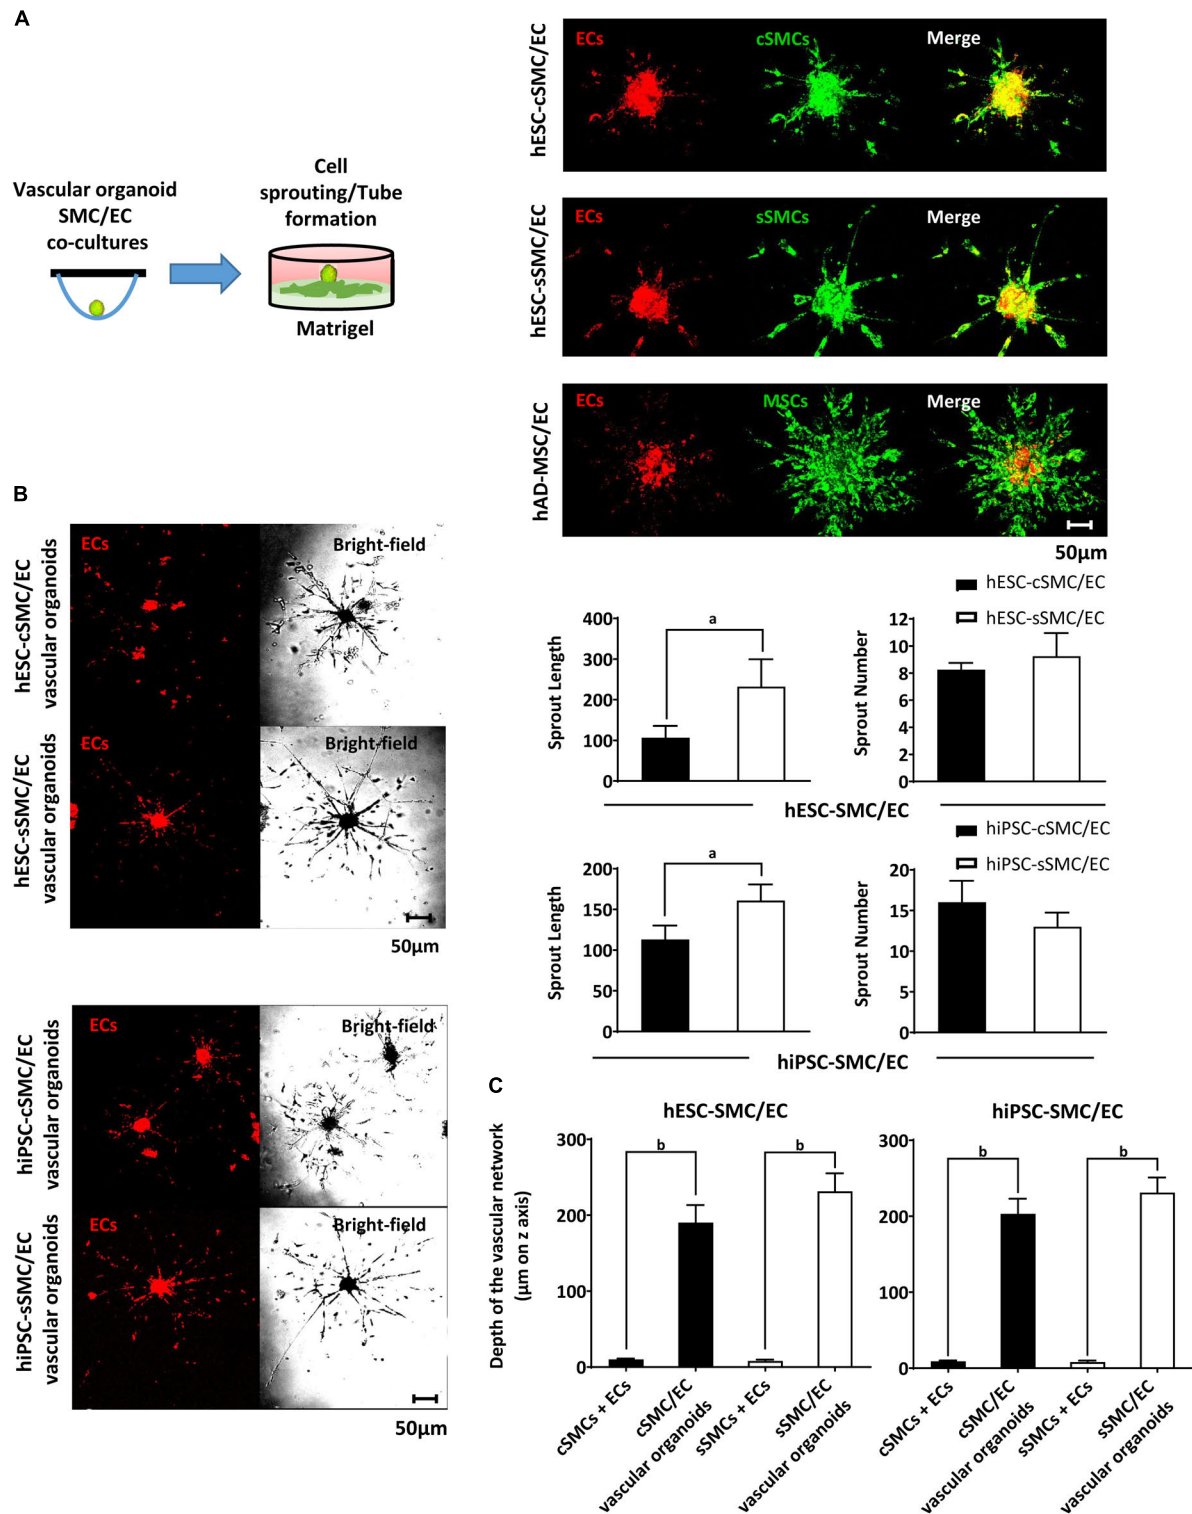 A
Vascular organoid
SMC/EC
co-cultures
Cell
sprouting/Tube
formation
Matrigel
hESC-cSMC/EC
ECs
cSMCs
Merge
hESC-sSMC/EC
ECs
sSMCs
Merge
hAD-MSC/EC
ECs
MSCs
Merge
50µm
B
hESC-cSMC/EC
vascular organoids
ECs
Bright-field
hESC-sSMC/EC
vascular organoids
ECs
Bright-field
50µm
hiPSC-cSMC/EC
vascular organoids
ECs
Bright-field
hiPSC-sSMC/EC
vascular organoids
ECs
Bright-field
50µm
hESC-cSMC/EC
hESC-sSMC/EC
Sprout Length
400
300
200
100
0
a
Sprout Number
12
10
8
6
4
2
0
hESC-SMC/EC
hiPSC-cSMC/EC
hiPSC-sSMC/EC
Sprout Length
200
150
100
50
0
a
Sprout Number
20
15
10
5
0
hiPSC-SMC/EC
C
hESC-SMC/EC
Depth of the vascular network
(µm on z axis)
300
200
100
0
b
b
cSMCs + ECs
cSMC/EC
vascular organoids
sSMCs + ECs
sSMC/EC
vascular organoids
hiPSC-SMC/EC
300
200
100
0
b
b
cSMCs + ECs
cSMC/EC
vascular organoids
sSMCs + ECs
sSMC/EC
vascular organoids